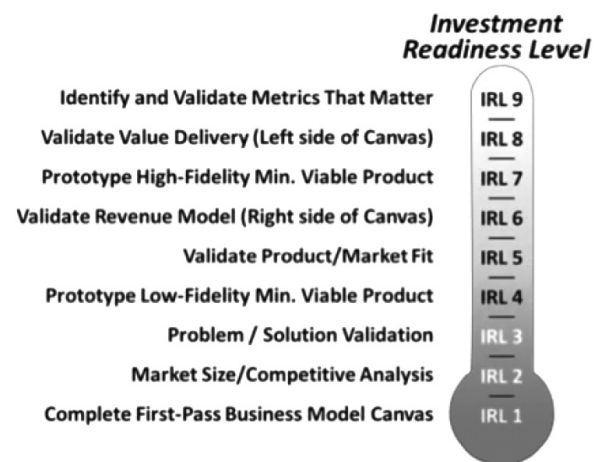 Investment
Readiness Level
Identify and Validate Metrics That Matter IRL 9
Validate Value Delivery (Left side of Canvas) IRL 8
Prototype High-Fidelity Min. Viable Product IRL 7
Validate Revenue Model (Right side of Canvas) IRL 6
Validate Product/Market Fit IRL 5
Prototype Low-Fidelity Min. Viable Product IRL 4
Problem / Solution Validation IRL 3
Market Size/Competitive Analysis IRL 2
Complete First-Pass Business Model Canvas IRL 1